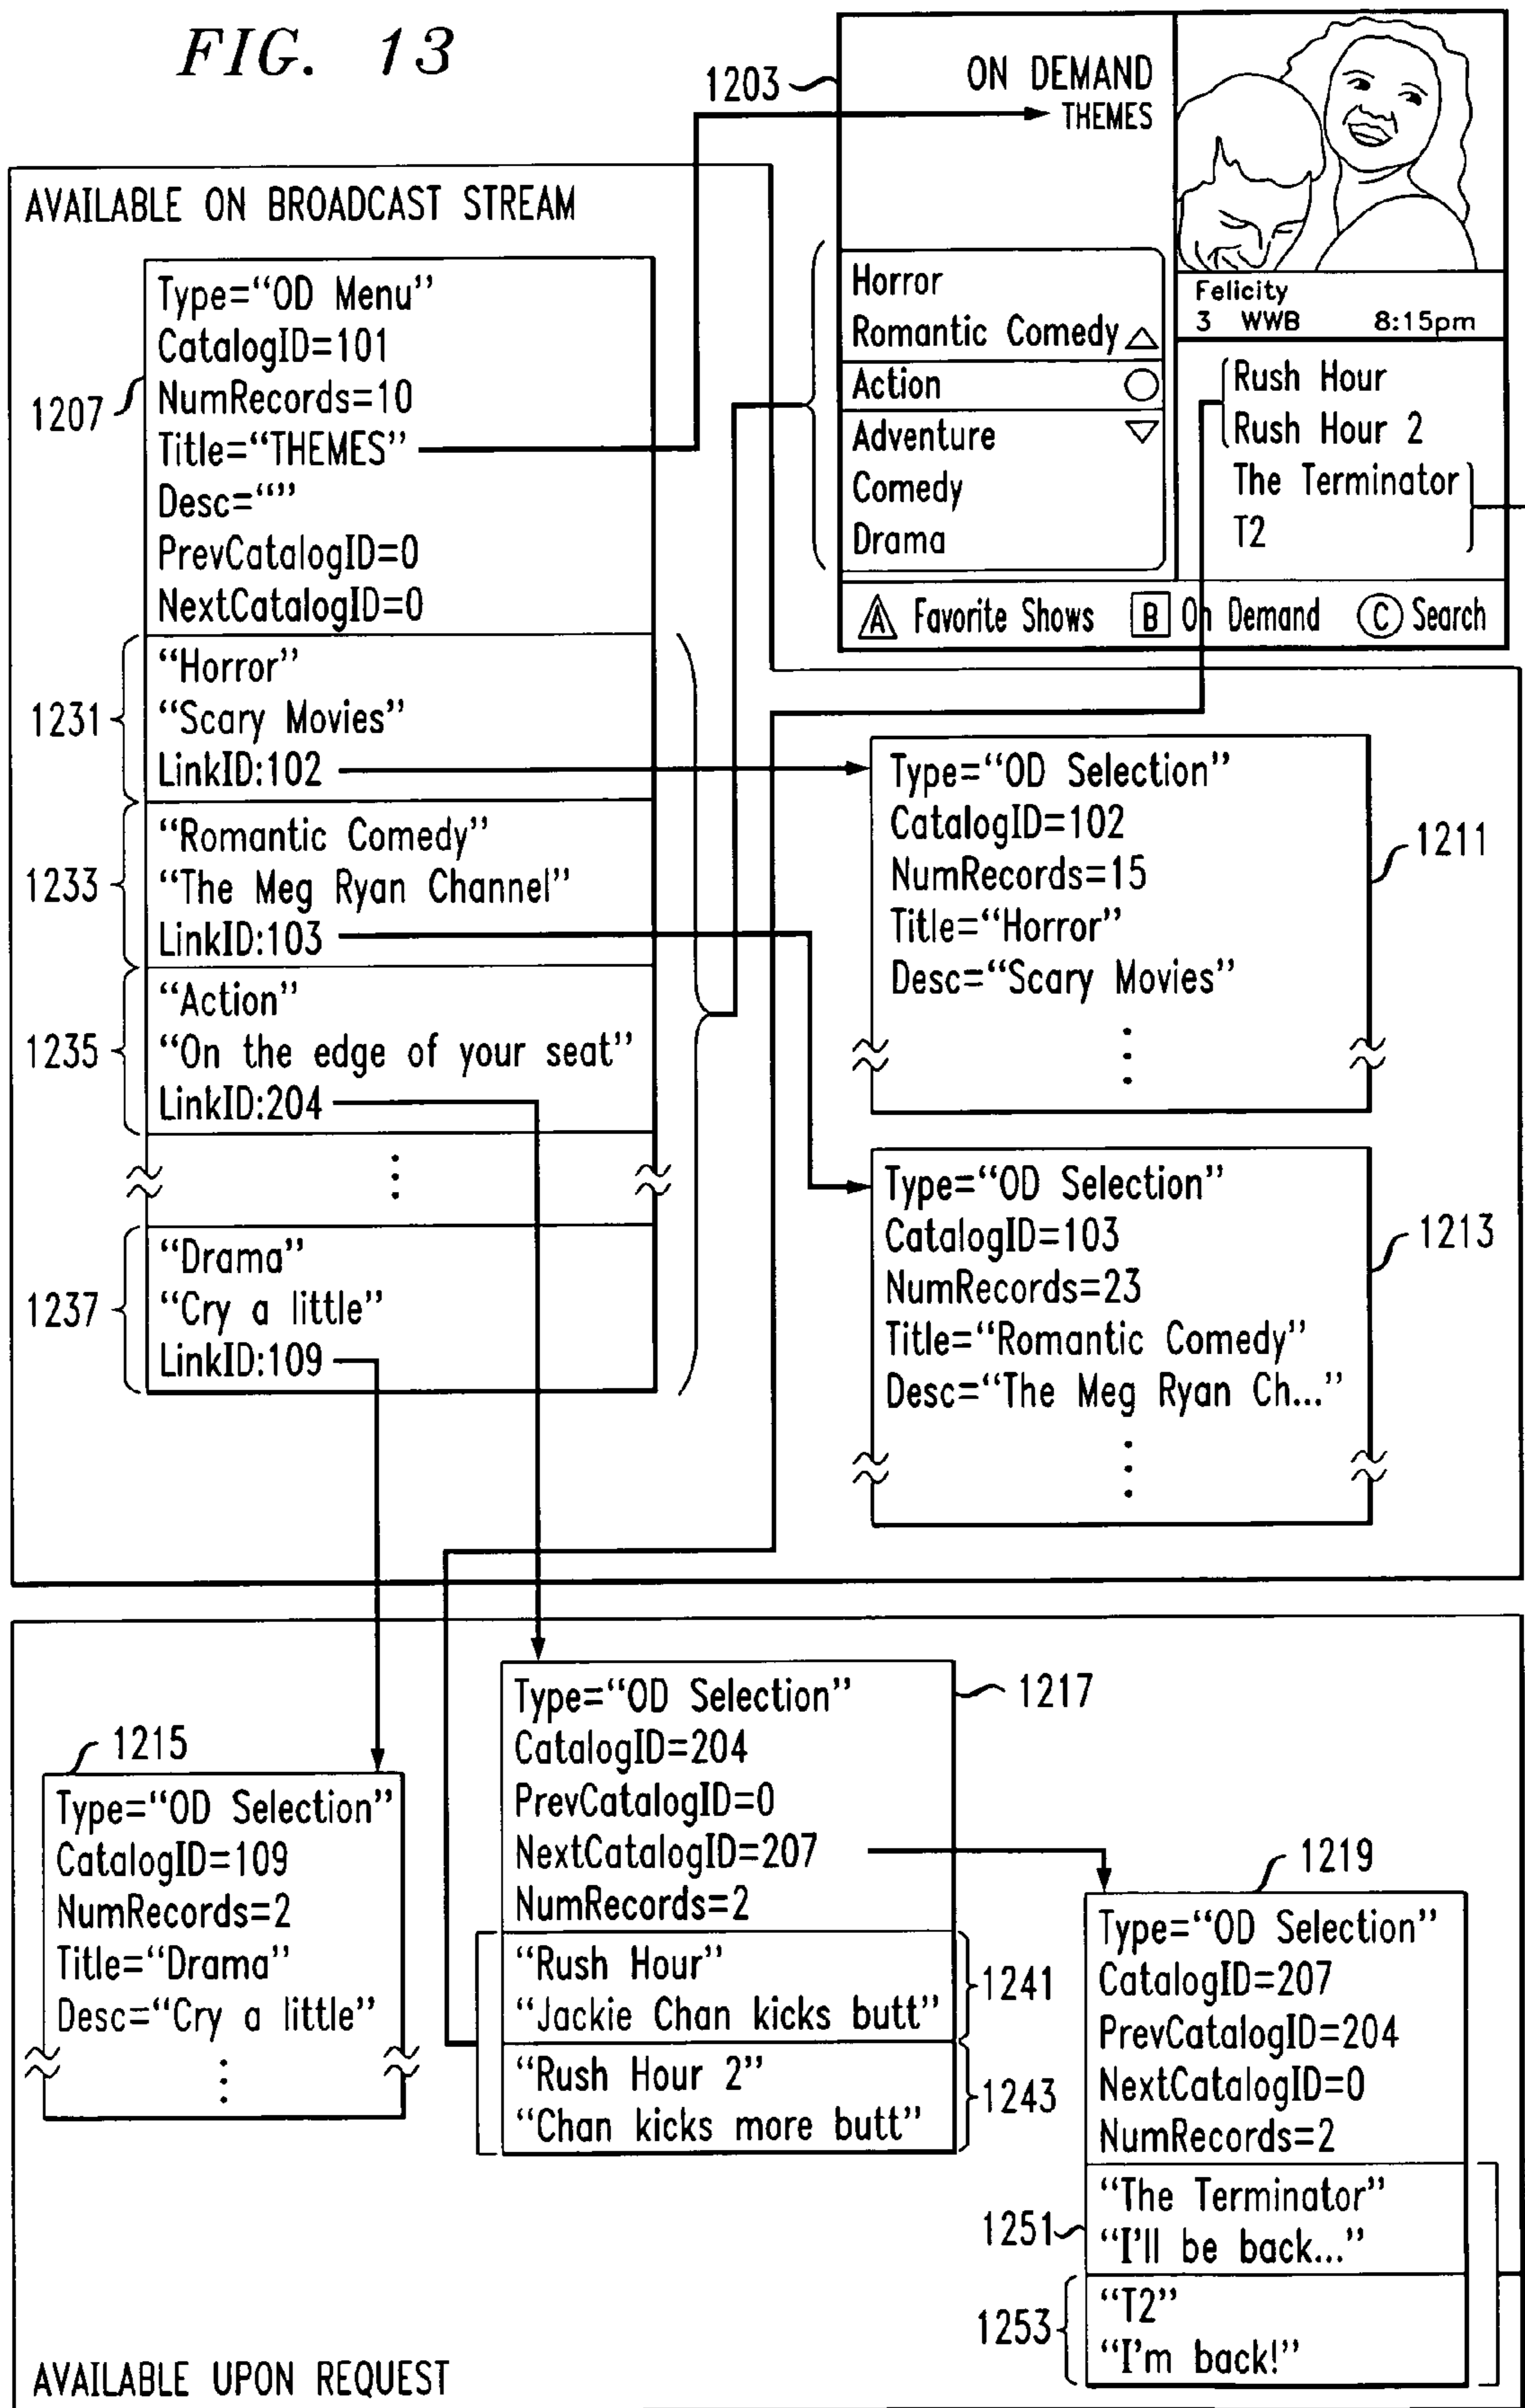 FIG. 13
1203
ON DEMAND
THEMES
Horror
Romantic Comedy
Action
Adventure
Comedy
Drama
Felicity
3 WWB 8:15pm
Rush Hour
Rush Hour 2
The Terminator
T2
A Favorite Shows B On Demand C Search
AVAILABLE ON BROADCAST STREAM
1207
Type=“OD Menu”
CatalogID=101
NumRecords=10
Title=“THEMES”
Desc=“”
PrevCatalogID=0
NextCatalogID=0
1231
“Horror”
“Scary Movies”
LinkID:102
1233
“Romantic Comedy”
“The Meg Ryan Channel”
LinkID:103
1235
“Action”
“On the edge of your seat”
LinkID:204
1237
“Drama”
“Cry a little”
LinkID:109
1211
Type=“OD Selection”
CatalogID=102
NumRecords=15
Title=“Horror”
Desc=“Scary Movies”
1213
Type=“OD Selection”
CatalogID=103
NumRecords=23
Title=“Romantic Comedy”
Desc=“The Meg Ryan Ch...”
1215
Type=“OD Selection”
CatalogID=109
NumRecords=2
Title=“Drama”
Desc=“Cry a little”
1217
Type=“OD Selection”
CatalogID=204
PrevCatalogID=0
NextCatalogID=207
NumRecords=2
“Rush Hour”
“Jackie Chan kicks butt”
1241
“Rush Hour 2”
“Chan kicks more butt”
1243
1219
Type=“OD Selection”
CatalogID=207
PrevCatalogID=204
NextCatalogID=0
NumRecords=2
1251
“The Terminator”
“I'll be back...”
1253
“T2”
“I'm back!”
AVAILABLE UPON REQUEST